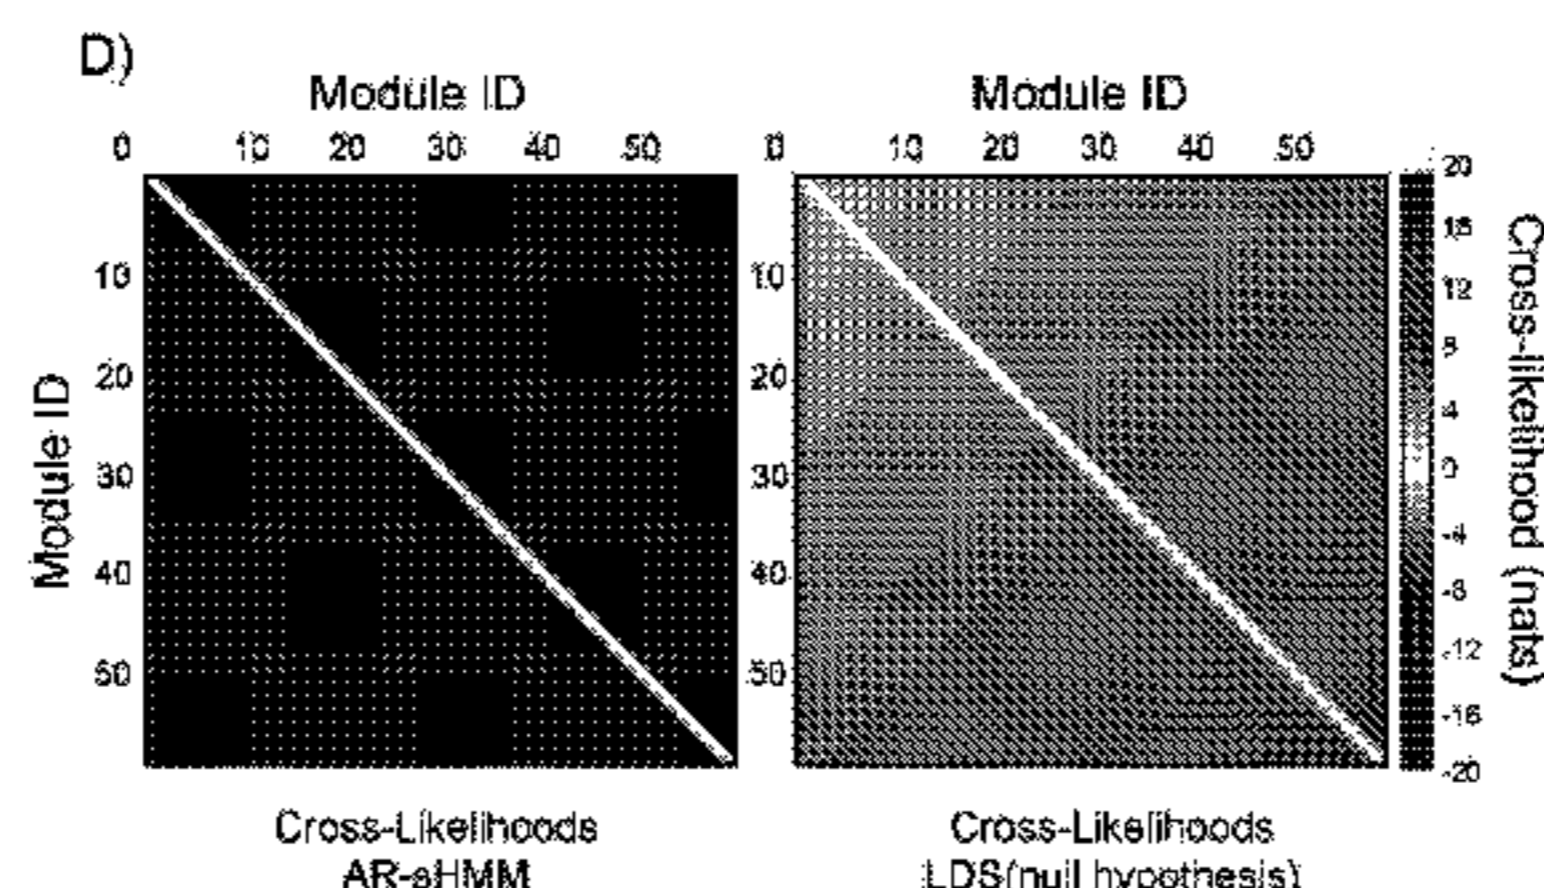 D)
Module ID
Module ID
0 10 20 30 40 50
0 10 20 30 40 50
Module ID
10
20
30
40
50
10
20
30
40
50
20
16
12
8
4
0
-4
-8
-12
-16
-20
Cross-likelihood (nats)
Cross-Likelihoods
AR-sHMM
Cross-Likelihoods
LDS(null hypothesis)